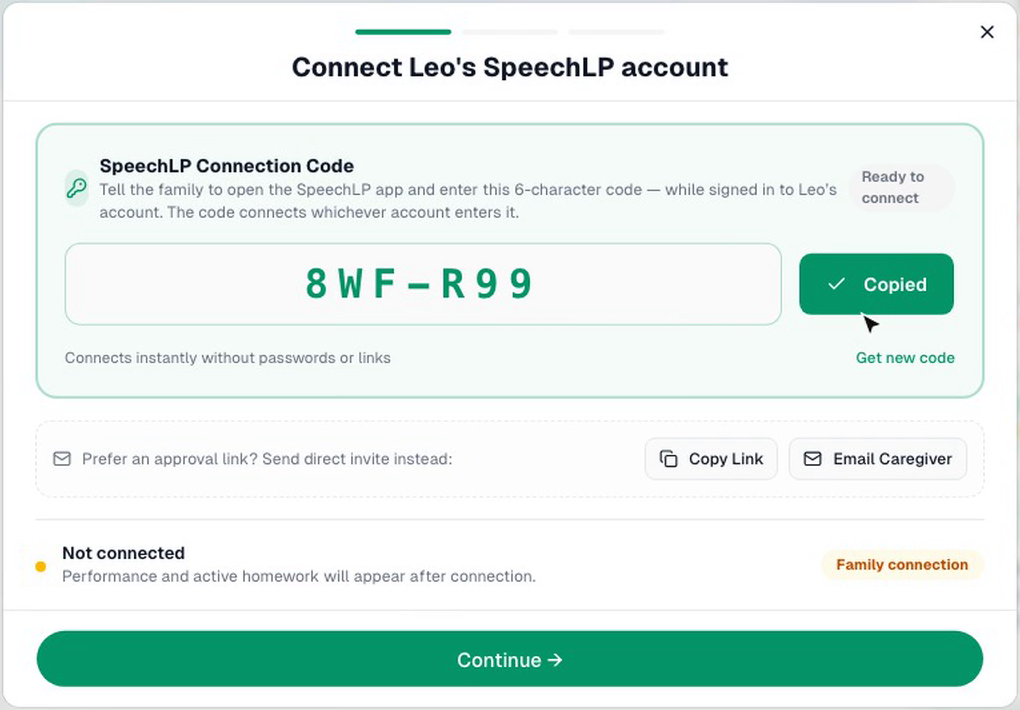 Connect Leo's SpeechLP account
SpeechLP Connection Code
Tell the family to open the SpeechLP app and enter this 6-character code — while signed in to Leo's
account. The code connects whichever account enters it.
Ready to
connect
8WF–R99
Copied
Connects instantly without passwords or links
Get new code
Prefer an approval link? Send direct invite instead:
Copy Link
Email Caregiver
Not connected
Performance and active homework will appear after connection.
Family connection
Continue →